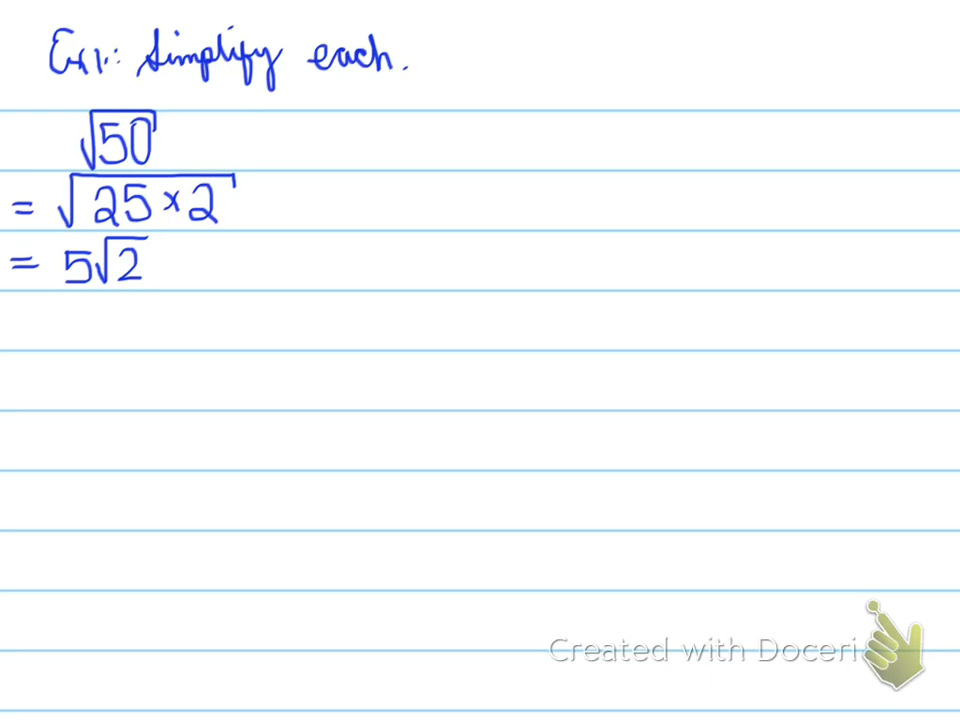 Ex1.: Simplify each.
√50
= √25 × 2
= 5√2
Created with Doceri